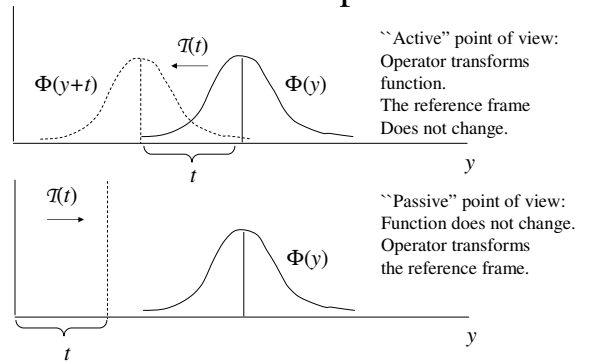 𝒯(t)
Φ(y+t)
Φ(y)
t
y
``Active” point of view:
Operator transforms
function.
The reference frame
Does not change.
𝒯(t)
Φ(y)
t
y
``Passive” point of view:
Function does not change.
Operator transforms
the reference frame.